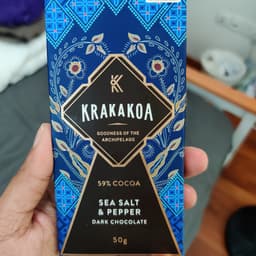 K
KRAKAKOA
GOODNESS OF THE
ARCHIPELAGO
59% COCOA
SEA SALT
& PEPPER
DARK CHOCOLATE
50g